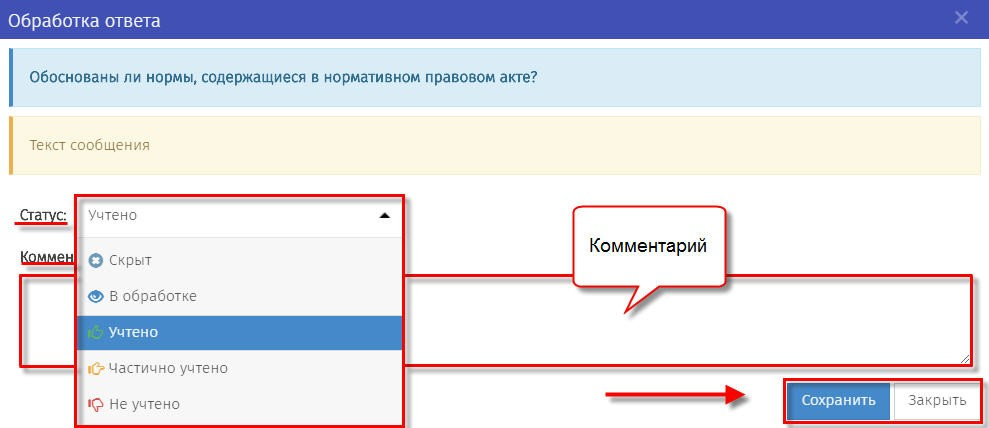 Обработка ответа
Обоснованы ли нормы, содержащиеся в нормативном правовом акте?
Текст сообщения
Статус: Учтено
Комментарий
Коммен
Скрыт
В обработке
Учтено
Частично учтено
Не учтено
Сохранить Закрыть